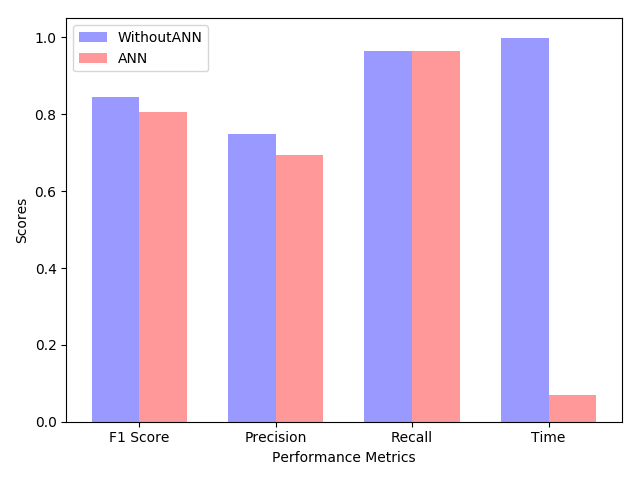 WithoutANN
ANN
1.0
0.8
0.6
0.4
0.2
0.0
Scores
F1 Score Precision Recall Time
Performance Metrics